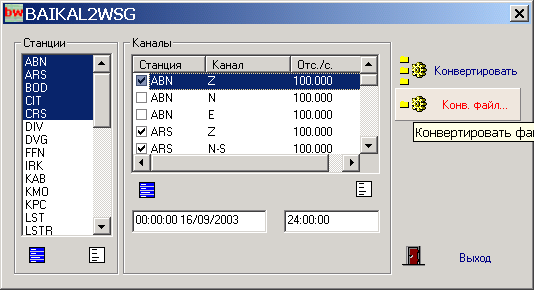 bw BAIKAL2WSG
Станции
ABN
ARS
BOD
CIT
CRS
DIV
DVG
FFN
IRK
KAB
KMO
KPC
LST
LSTR
Каналы
Станция Канал Отс./с.
ABN Z 100.000
ABN N 100.000
ABN E 100.000
ARS Z 100.000
ARS N-S 100.000
00:00:00 16/09/2003
24:00:00
Конвертировать
Конв. файл...
Конвертировать фа
Выход